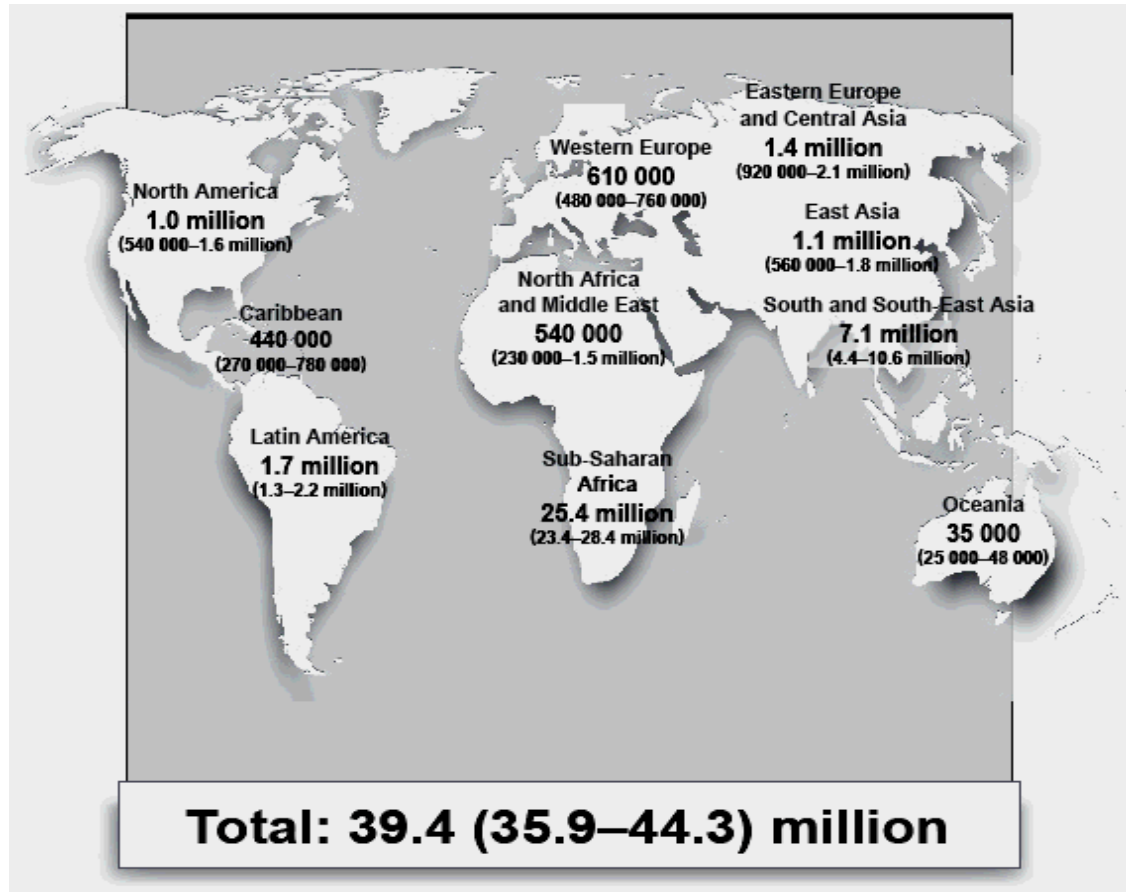 Eastern Europe
and Central Asia
1.4 million
(920 000–2.1 million)
Western Europe
610 000
(480 000–760 000)
North America
1.0 million
(540 000–1.6 million)
East Asia
1.1 million
(560 000–1.8 million)
North Africa
and Middle East
540 000
(230 000–1.5 million)
South and South-East Asia
7.1 million
(4.4–10.6 million)
Caribbean
440 000
(270 000–780 000)
Latin America
1.7 million
(1.3–2.2 million)
Sub-Saharan
Africa
25.4 million
(23.4–28.4 million)
Oceania
35 000
(25 000–48 000)
Total: 39.4 (35.9–44.3) million